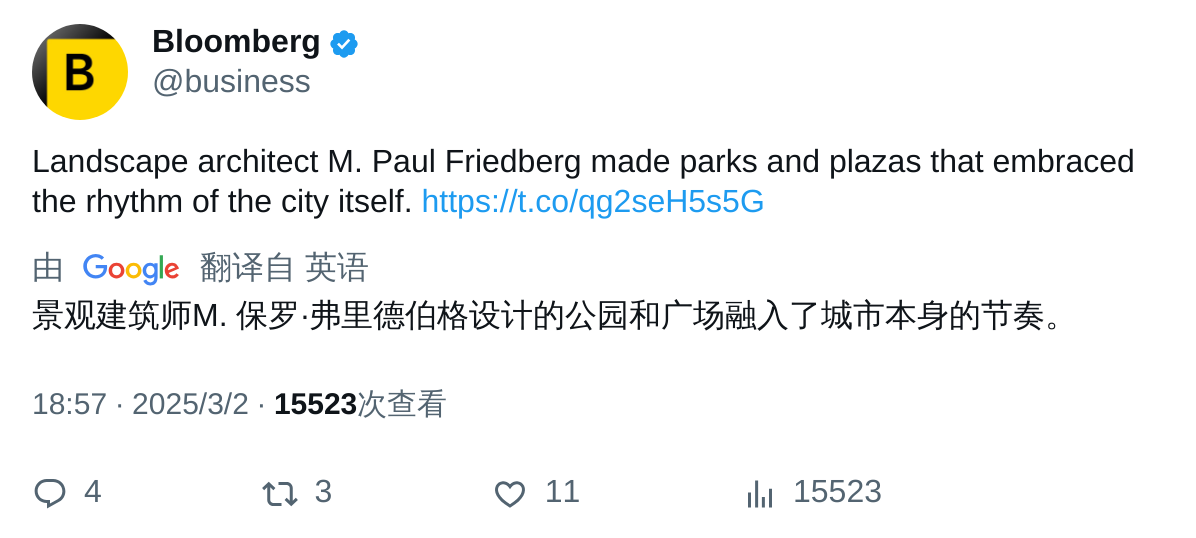 B
Bloomberg
@business
Landscape architect M. Paul Friedberg made parks and plazas that embraced
the rhythm of the city itself. https://t.co/qg2seH5s5G
由 Google 翻译自 英语
景观建筑师M. 保罗·弗里德伯格设计的公园和广场融入了城市本身的节奏。
18:57 · 2025/3/2 · 15523次查看
4 3 11 15523